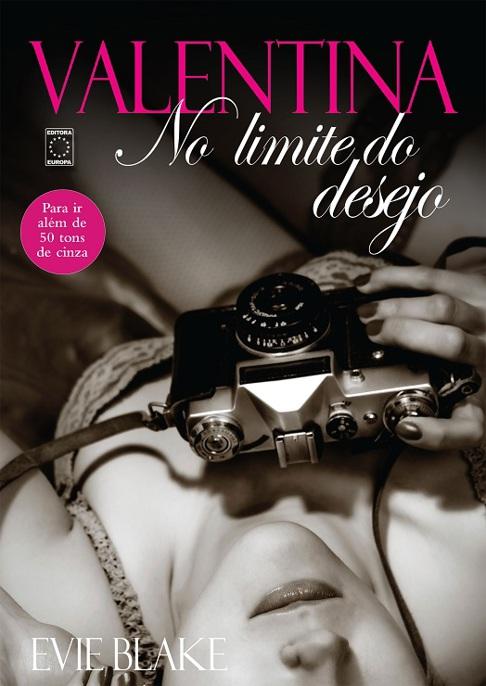 VALENTINA
No limite do
desejo
EDITORA
EUROPA
Para ir
além de
50 tons
de cinza
EVIE BLAKE